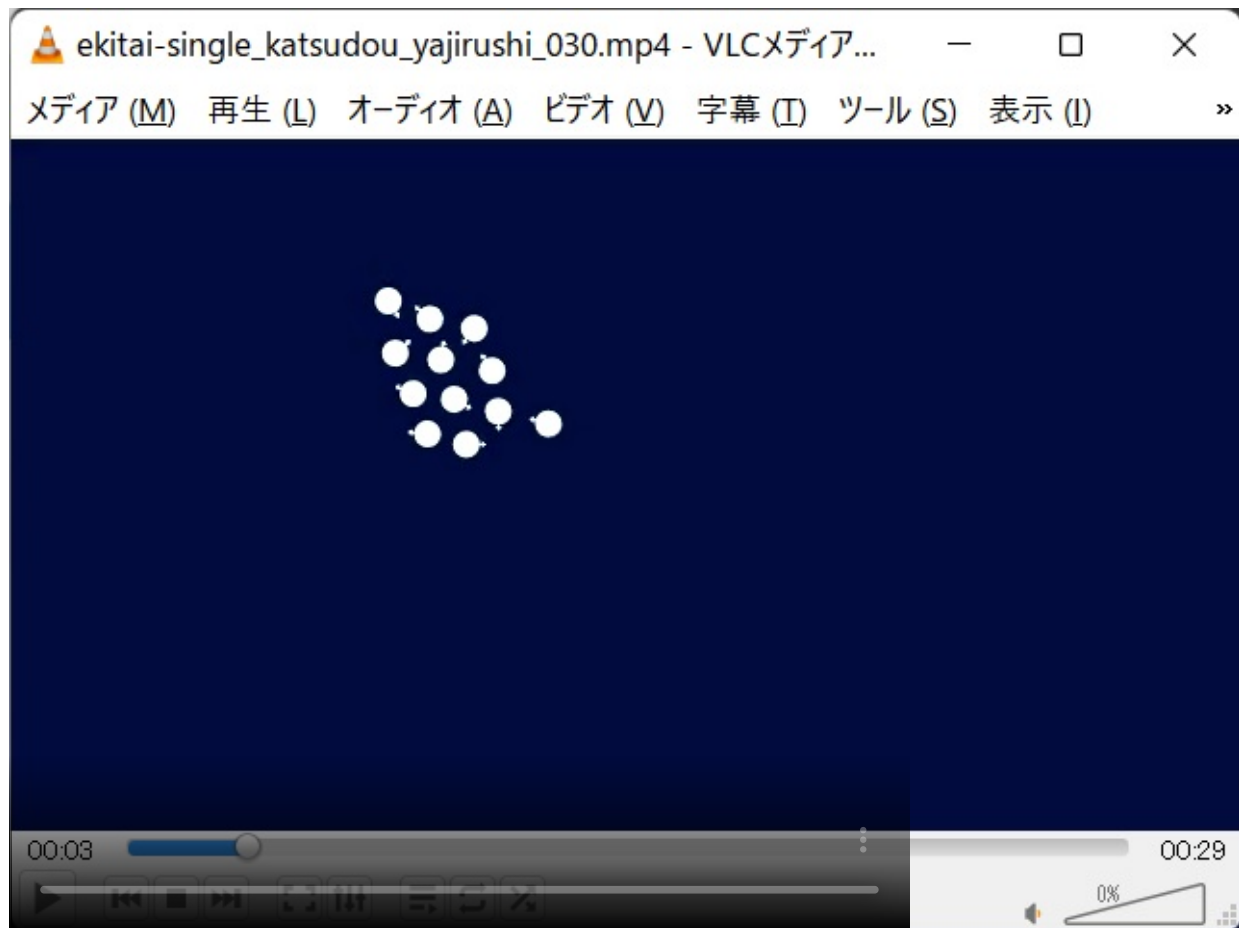 ekitai-single_katsudou_yajirushi_030.mp4 - VLCメディア...
メディア (M) 再生 (L) オーディオ (A) ビデオ (V) 字幕 (T) ツール (S) 表示 (I) »
00:03 00:29
0%